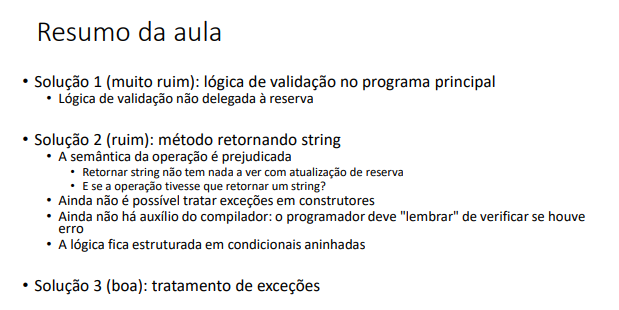 Resumo da aula
• Solução 1 (muito ruim): lógica de validação no programa principal
• Lógica de validação não delegada à reserva
• Solução 2 (ruim): método retornando string
• A semântica da operação é prejudicada
• Retornar string não tem nada a ver com atualização de reserva
• E se a operação tivesse que retornar um string?
• Ainda não é possível tratar exceções em construtores
• Ainda não há auxílio do compilador: o programador deve "lembrar" de verificar se houve
erro
• A lógica fica estruturada em condicionais aninhadas
• Solução 3 (boa): tratamento de exceções